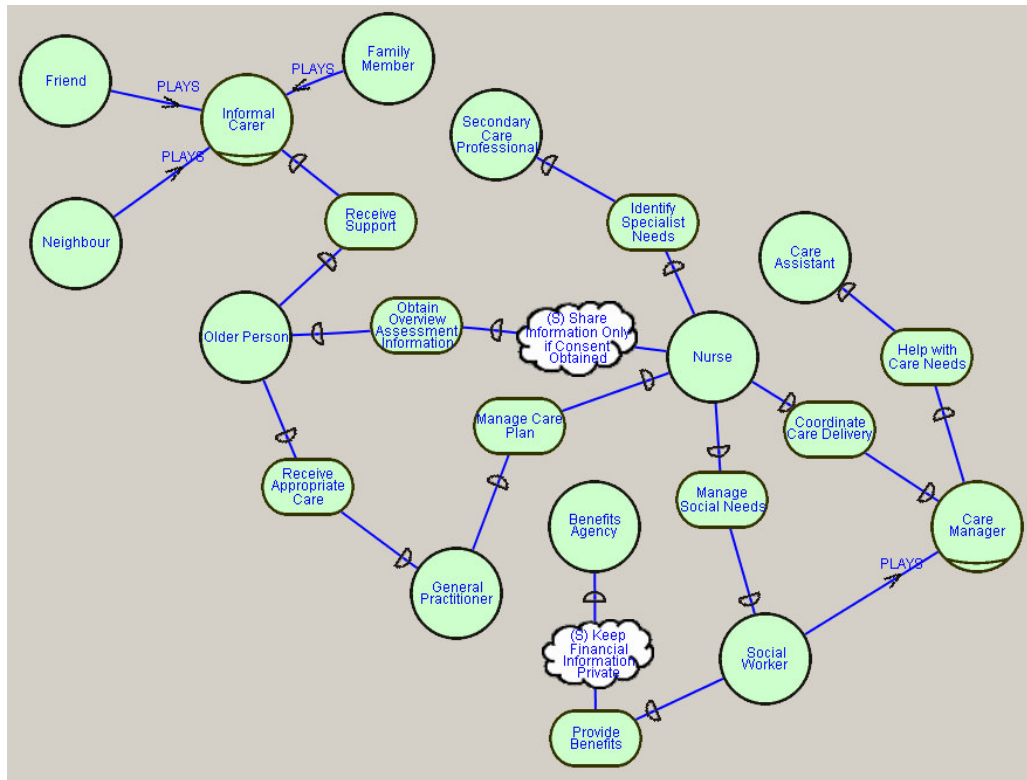 Family
Member
PLAYS
Friend
PLAYS
Informal
Carer
Secondary
Care
Professional
PLAYS
Receive
Support
Identify
Specialist
Needs
Neighbour
Care
Assistant
Obtain
Overview
Assessment
Information
(S) Share
Information Only
if Consent
Obtained
Older Person
Nurse
Help with
Care Needs
Manage Care
Plan
Coordinate
Care Delivery
Receive
Appropriate
Care
Manage
Social Needs
Benefits
Agency
Care
Manager
PLAYS
General
Practitioner
(S) Keep
Financial
Information
Private
Social
Worker
Provide
Benefits